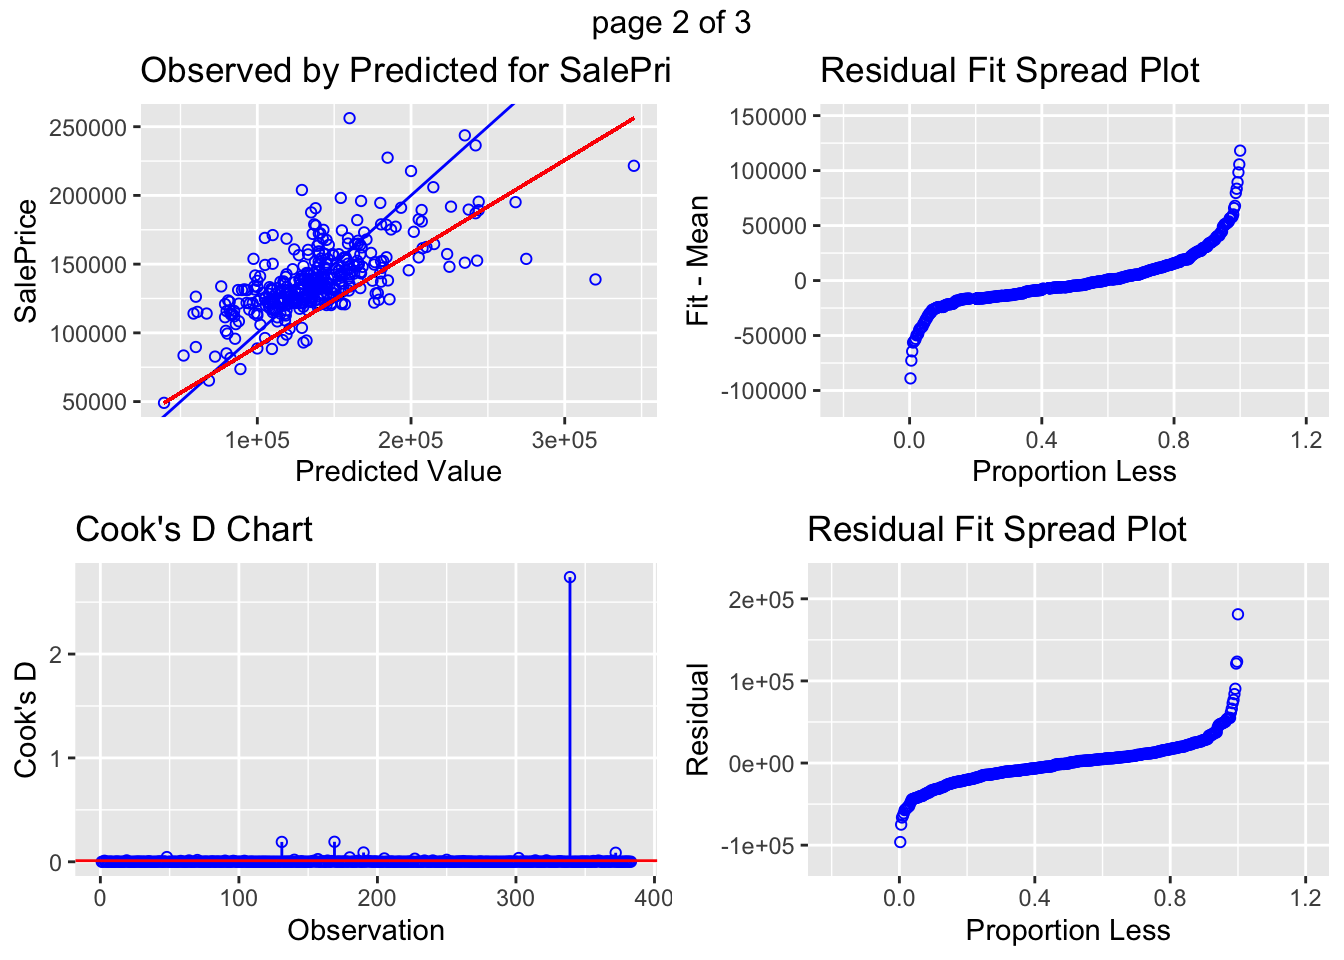 page 2 of 3
Observed by Predicted for SalePri
SalePrice
250000
200000
150000
100000
50000
1e+05
2e+05
3e+05
Predicted Value
Residual Fit Spread Plot
Fit - Mean
150000
100000
50000
0
-50000
-100000
0.0
0.4
0.8
1.2
Proportion Less
Cook's D Chart
Cook's D
2
1
0
0
100
200
300
400
Observation
Residual Fit Spread Plot
Residual
2e+05
1e+05
0e+00
-1e+05
0.0
0.4
0.8
1.2
Proportion Less